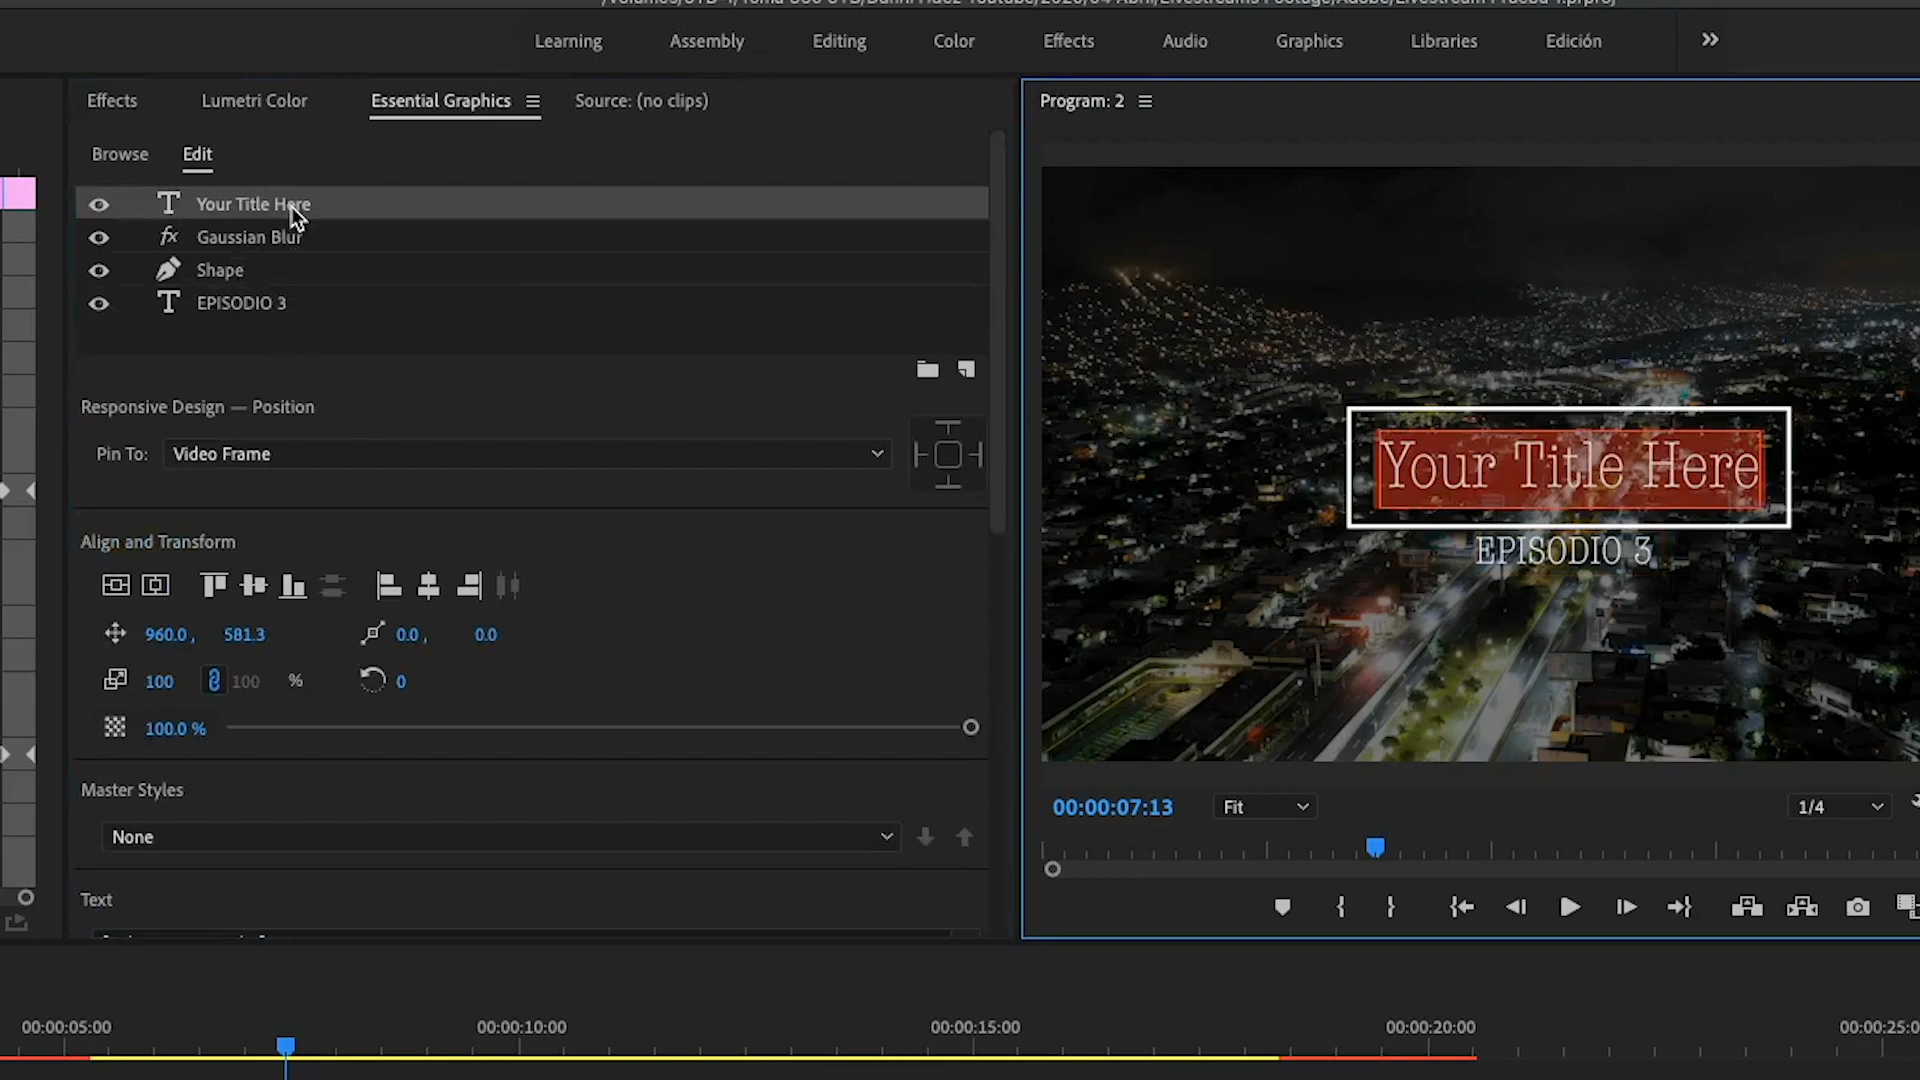 Learning Assembly Editing Color Effects Audio Graphics Libraries Edición
Effects Lumetri Color Essential Graphics Source: (no clips)
Program: 2
Browse Edit
Your Title Here
Gaussian Blur
Shape
EPISODIO 3
Responsive Design — Position
Pin To: Video Frame
Your Title Here
EPISODIO 3
Align and Transform
960.0, 581.3 0.0, 0.0
100 100 % 0
100.0 %
Master Styles
None
00:00:07:13 Fit 1/4
Text
00:00:05:00 00:00:10:00 00:00:15:00 00:00:20:00